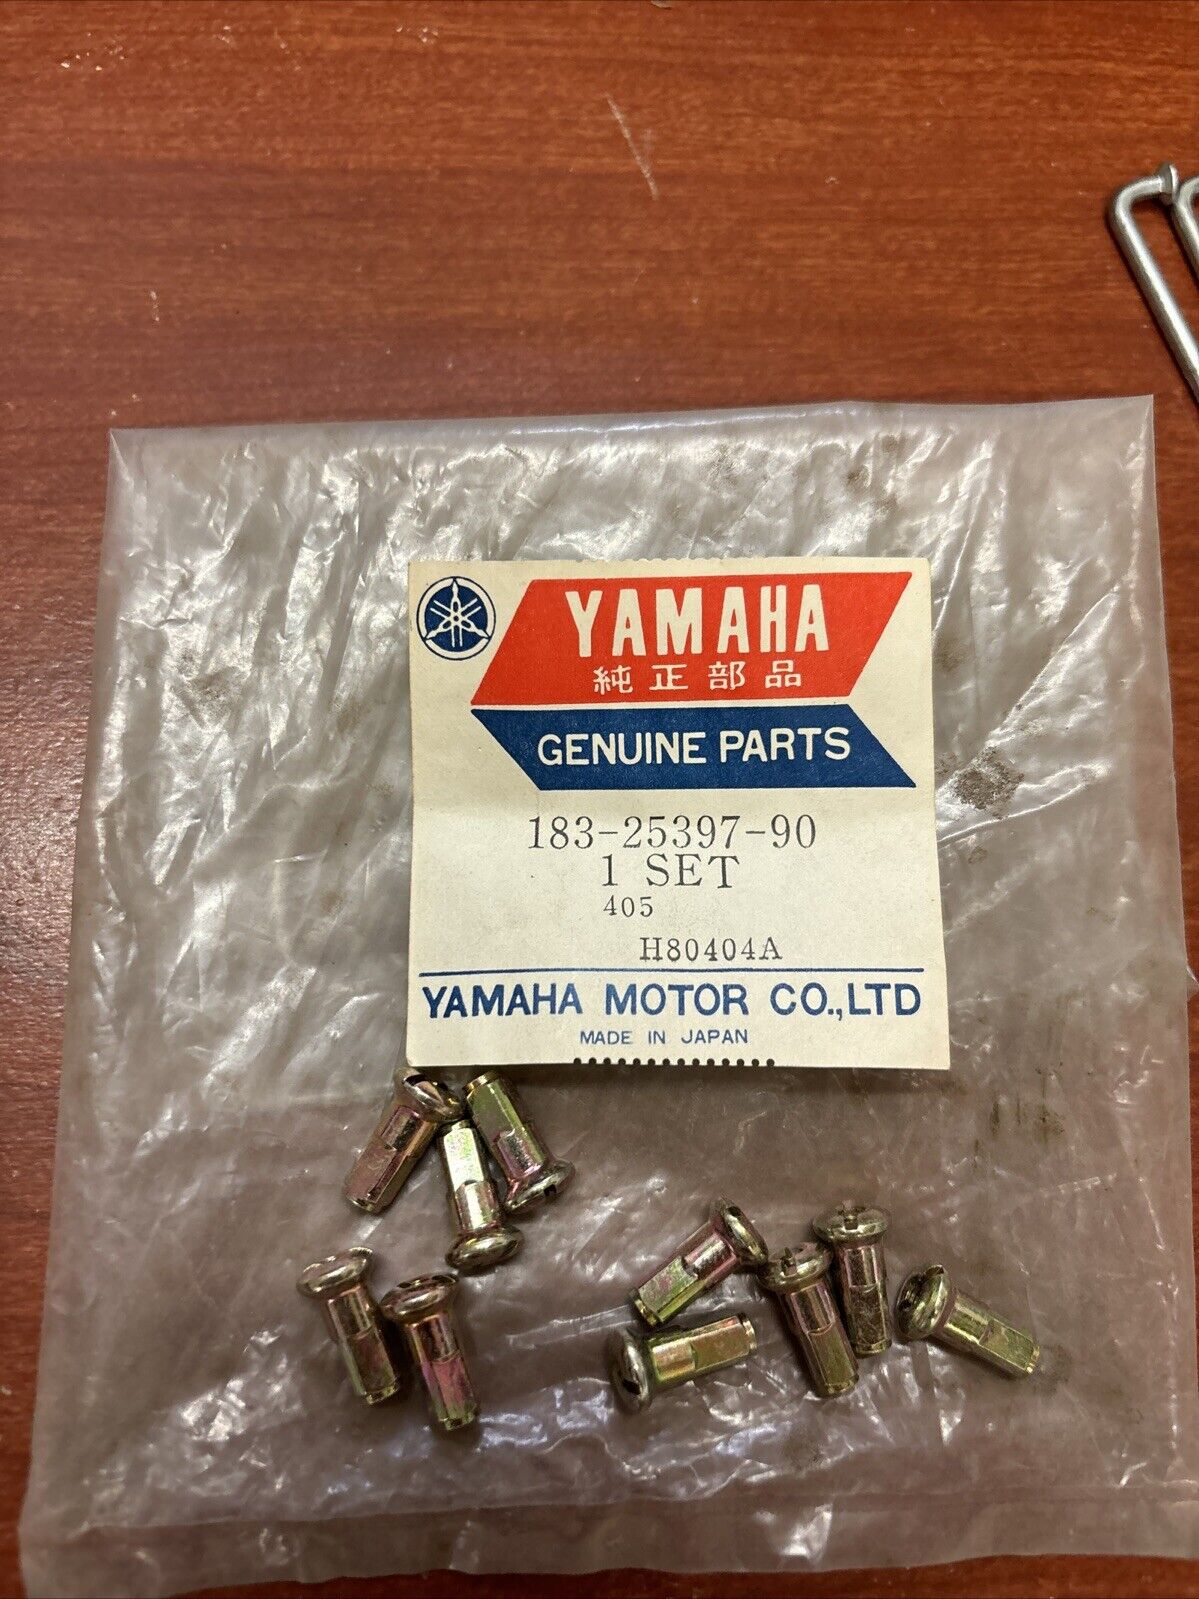 YAMAHA
純正部品
GENUINE PARTS
183-25397-90
1 SET
405
H80404A
YAMAHA MOTOR CO.,LTD
MADE IN JAPAN